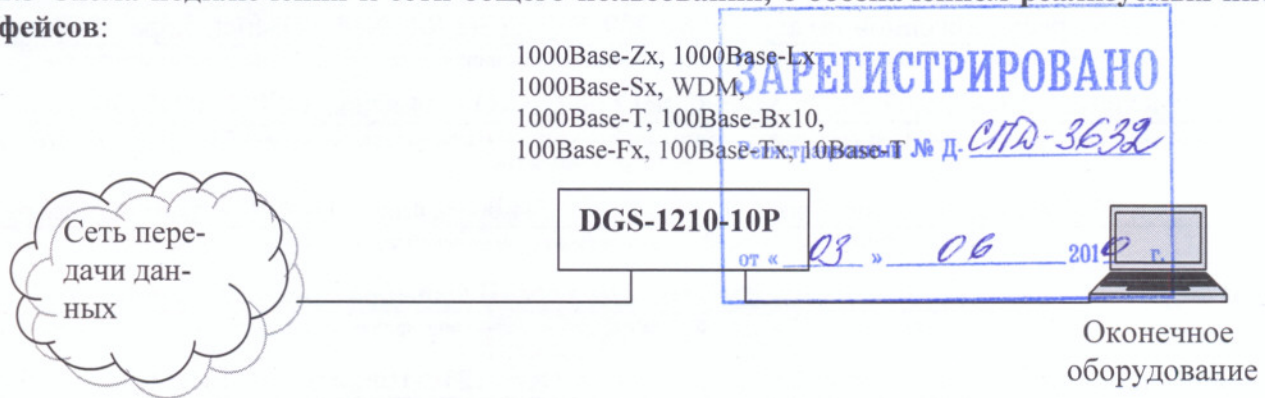 фейсов:
1000Base-Zx, 1000Base-Lx
1000Base-Sx, WDM,
1000Base-T, 100Base-Bx10,
100Base-Fx, 100Base-Tx, 10Base-T
ЗАРЕГИСТРИРОВАНО
№ Д- СПД-3632
DGS-1210-10P
от « 03 » 06 2010 г.
Сеть пере-
дачи дан-
ных
Оконечное
оборудование